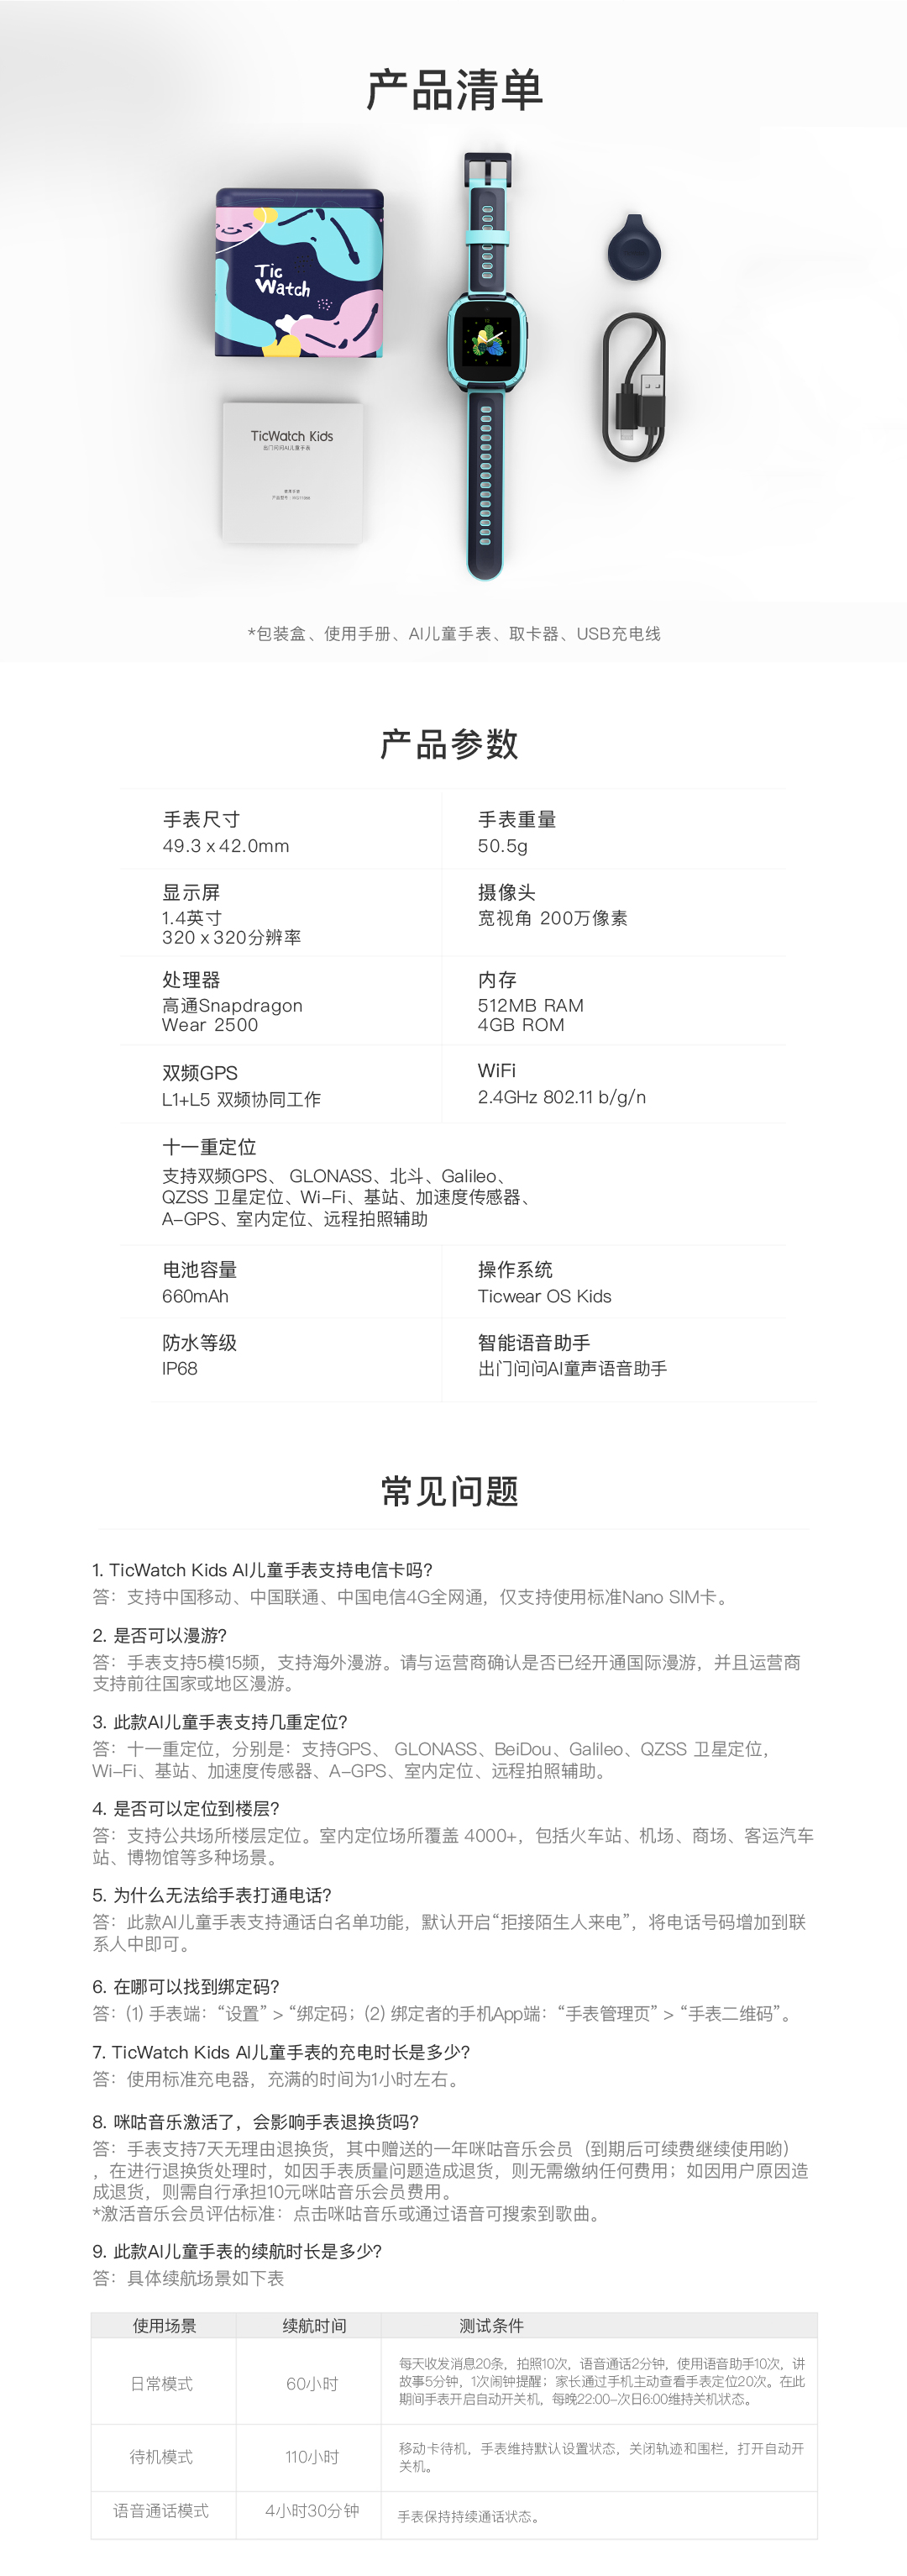 产品清单
Tic
Watch
TicWatch Kids
出门问问AI儿童手表
*包装盒、使用手册、AI儿童手表、取卡器、USB充电线
产品参数
手表尺寸
49.3 x 42.0mm
手表重量
50.5g
显示屏
1.4英寸
320 x 320分辨率
摄像头
宽视角 200万像素
处理器
高通Snapdragon
Wear 2500
内存
512MB RAM
4GB ROM
双频GPS
L1+L5 双频协同工作
WiFi
2.4GHz 802.11 b/g/n
十一重定位
支持双频GPS、 GLONASS、北斗、Galileo、
QZSS 卫星定位、Wi-Fi、基站、加速度传感器、
A-GPS、室内定位、远程拍照辅助
电池容量
660mAh
操作系统
Ticwear OS Kids
防水等级
IP68
智能语音助手
出门问问AI童声语音助手
常见问题
1. TicWatch Kids AI儿童手表支持电信卡吗?
答：支持中国移动、中国联通、中国电信4G全网通，仅支持使用标准Nano SIM卡。
2. 是否可以漫游?
答：手表支持5模15频，支持海外漫游。请与运营商确认是否已经开通国际漫游，并且运营商
支持前往国家或地区漫游。
3. 此款AI儿童手表支持几重定位?
答：十一重定位，分别是：支持GPS、 GLONASS、BeiDou、Galileo、QZSS 卫星定位，
Wi-Fi、基站、加速度传感器、A-GPS、室内定位、远程拍照辅助。
4. 是否可以定位到楼层?
答：支持公共场所楼层定位。室内定位场所覆盖 4000+，包括火车站、机场、商场、客运汽车
站、博物馆等多种场景。
5. 为什么无法给手表打通电话?
答：此款AI儿童手表支持通话白名单功能，默认开启“拒接陌生人来电”，将电话号码增加到联
系人中即可。
6. 在哪可以找到绑定码?
答：(1) 手表端：“设置” > “绑定码；(2) 绑定者的手机App端：“手表管理页” > “手表二维码”。
7. TicWatch Kids AI儿童手表的充电时长是多少?
答：使用标准充电器，充满的时间为1小时左右。
8. 咪咕音乐激活了，会影响手表退换货吗?
答：手表支持7天无理由退换货，其中赠送的一年咪咕音乐会员（到期后可续费继续使用哟）
，在进行退换货处理时，如因手表质量问题造成退货，则无需缴纳任何费用；如因用户原因造
成退货，则需自行承担10元咪咕音乐会员费用。
*激活音乐会员评估标准：点击咪咕音乐或通过语音可搜索到歌曲。
9. 此款AI儿童手表的续航时长是多少?
答：具体续航场景如下表
使用场景
续航时间
测试条件
日常模式
60小时
每天收发消息20条，拍照10次，语音通话2分钟，使用语音助手10次，讲
故事5分钟，1次闹钟提醒；家长通过手机主动查看手表定位20次。在此
期间手表开启自动开关机，每晚22:00-次日6:00维持关机状态。
待机模式
110小时
移动卡待机，手表维持默认设置状态，关闭轨迹和围栏，打开自动开
关机。
语音通话模式
4小时30分钟
手表保持持续通话状态。